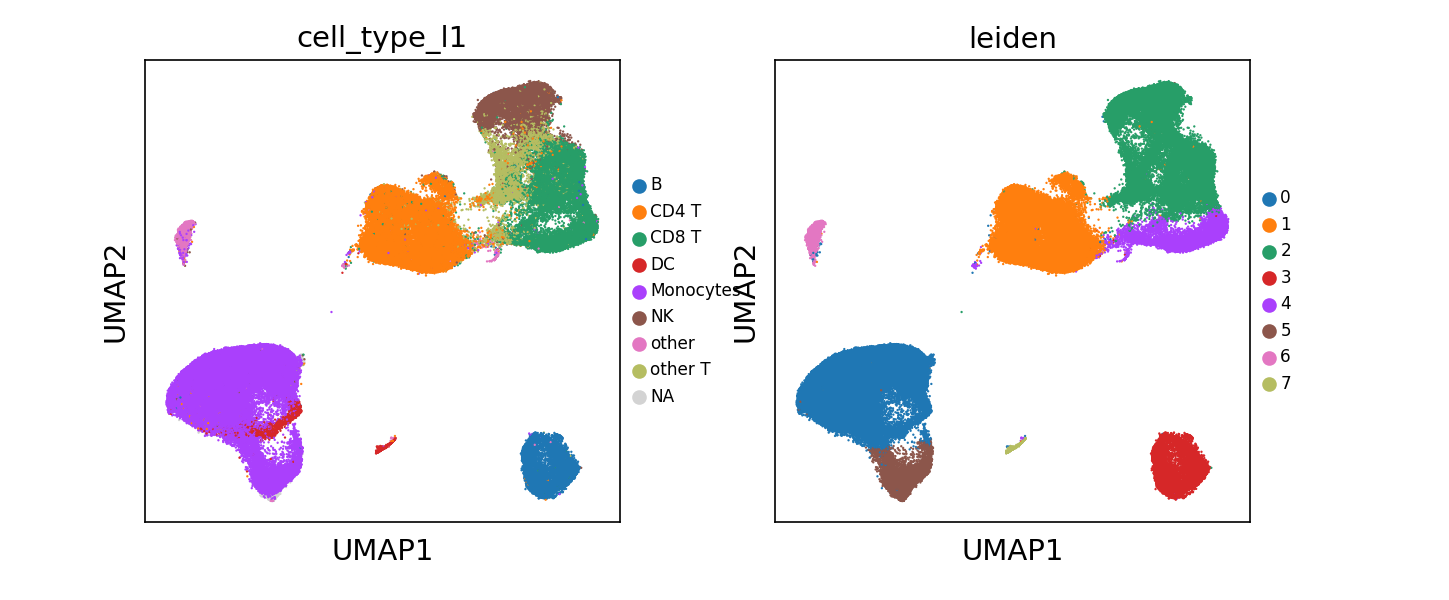 cell_type_l1
UMAP2
UMAP1
B
CD4 T
CD8 T
DC
Monocytes
NK
other
other T
NA
leiden
UMAP2
UMAP1
0
1
2
3
4
5
6
7